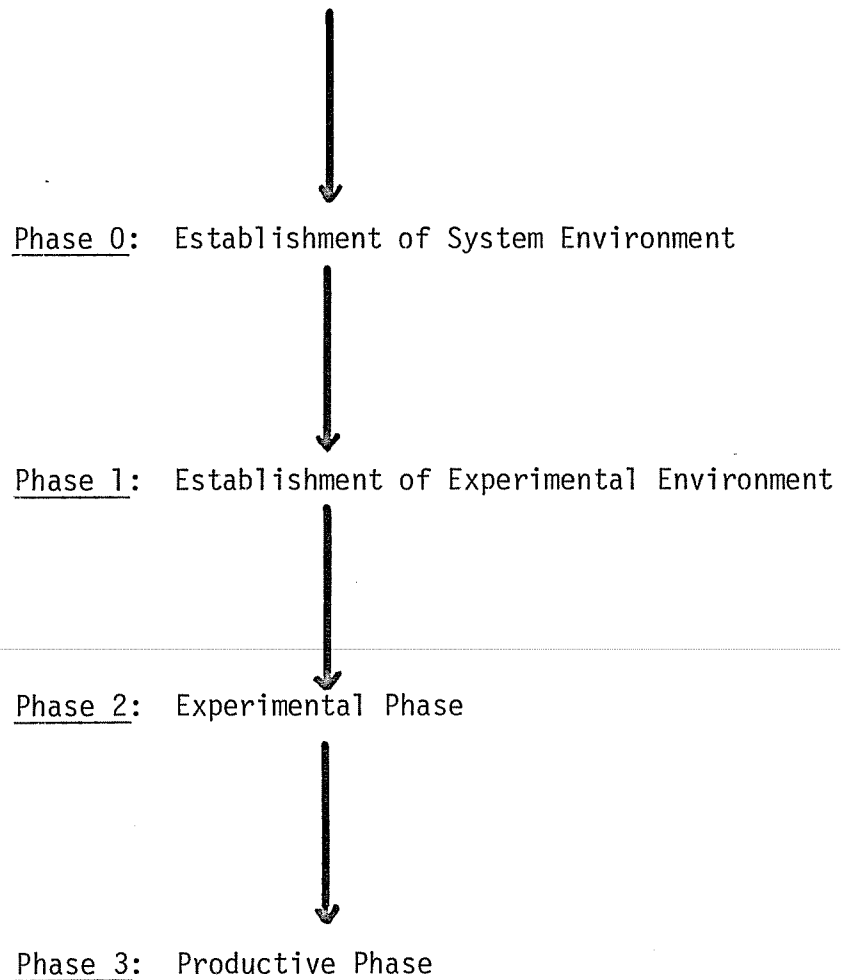 Phase 0: Establishment of System Environment
Phase 1: Establishment of Experimental Environment
Phase 2: Experimental Phase
Phase 3: Productive Phase